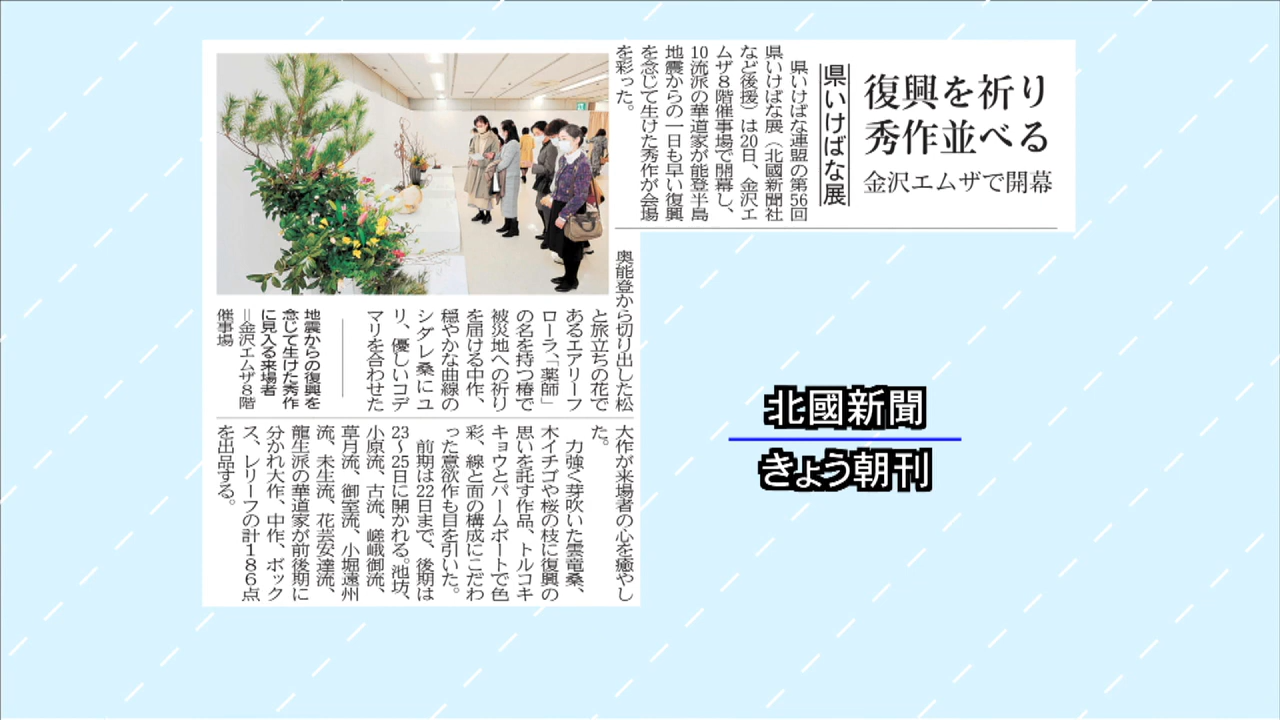 復興を祈り
秀作並べる
金沢エムザで開幕
県いけばな展
県いけばな連盟の第56回
県いけばな展（北國新聞社
など後援）は20日、金沢エ
ムザ8階催事場で開幕し、
10流派の華道家が能登半島
地震からの一日も早い復興
を念じて生けた秀作が会場
を彩った。
奥能登から切り出した松
と旅立ちの花で
あるエアリーフ
ローラ、「薬師」
の名を持つ椿で
被災地への祈り
を届ける中作、
穏やかな曲線の
シダレ桑にユ
リ、優しいコデ
マリを合わせた
大作が来場者の心を癒やし
た。
力強く芽吹いた雲竜桑、
木イチゴや桜の枝に復興の
思いを託す作品、トルコキ
キョウとパームボートで色
彩、線と面の構成にこだわ
った意欲作も目を引いた。
前期は22日まで、後期は
23～25日に開かれる。池坊、
小原流、古流、嵯峨御流、
草月流、御室流、小堀遠州
流、未生流、花芸安達流、
龍生派の華道家が前後期に
分かれ大作、中作、ボック
ス、レリーフの計186点
を出品する。
地震からの復興を
念じて生けた秀作
に見入る来場者
＝金沢エムザ8階
催事場
北國新聞
きょう朝刊